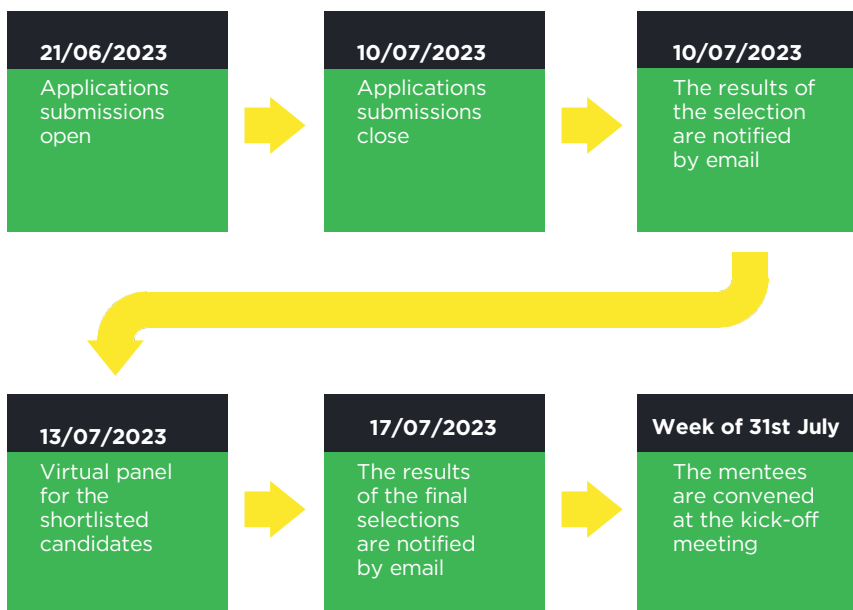 21/06/2023
Applications
submissions
open
10/07/2023
Applications
submissions
close
10/07/2023
The results of
the selection
are notified
by email
13/07/2023
Virtual panel
for the
shortlisted
candidates
17/07/2023
The results
of the final
selections
are notified
by email
Week of 31st July
The mentees
are convened
at the kick-off
meeting